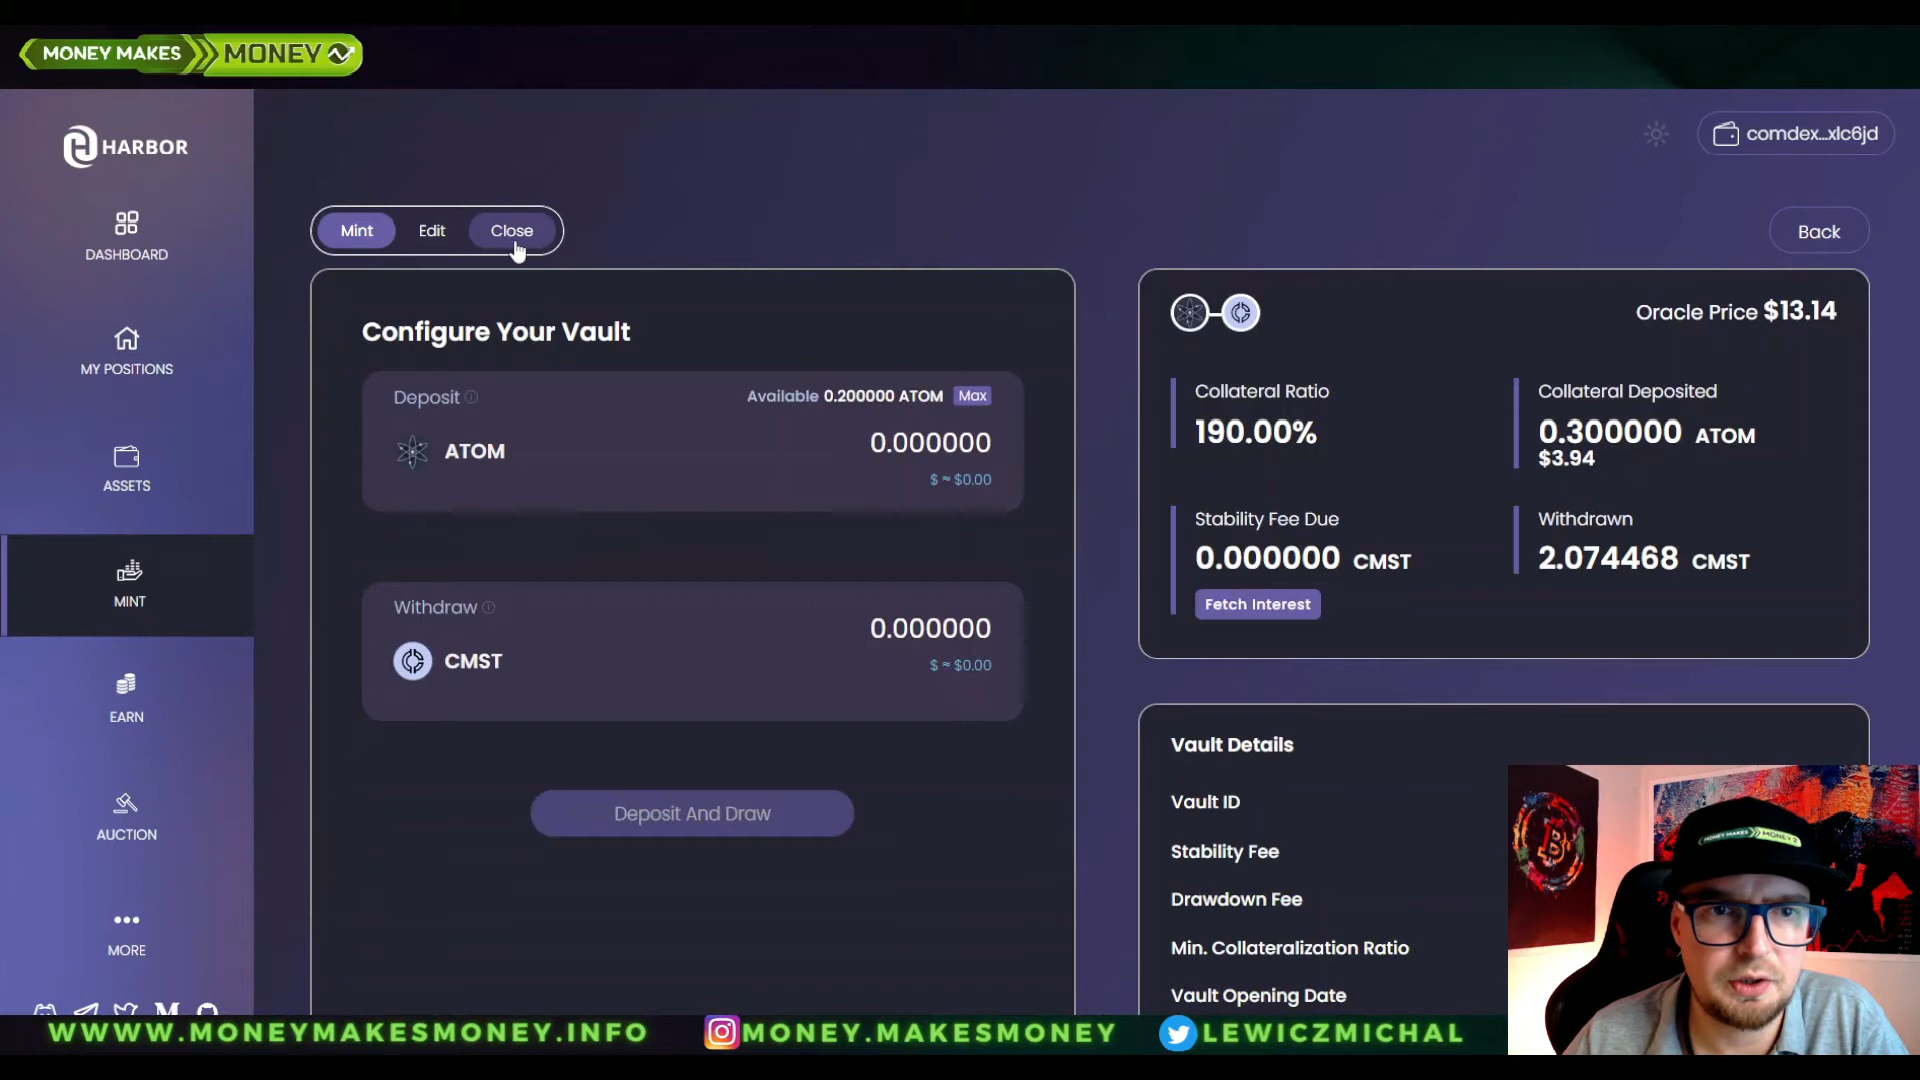 MONEY MAKES MONEY
HARBOR
comdex...xlc6jd
DASHBOARD
MY POSITIONS
ASSETS
MINT
EARN
AUCTION
MORE
Mint Edit Close
Back
Configure Your Vault
Deposit
Available 0.200000 ATOM Max
ATOM
0.000000
$ ≈ $0.00
Withdraw
CMST
0.000000
$ ≈ $0.00
Deposit And Draw
Oracle Price $13.14
Collateral Ratio
190.00%
Collateral Deposited
0.300000 ATOM
$3.94
Stability Fee Due
0.000000 CMST
Fetch Interest
Withdrawn
2.074468 CMST
Vault Details
Vault ID
Stability Fee
Drawdown Fee
Min. Collateralization Ratio
Vault Opening Date
MONEY MAKES MONEY
WWWW.MONEYMAKESMONEY.INFO
MONEY.MAKESMONEY
LEWICZMICHAL